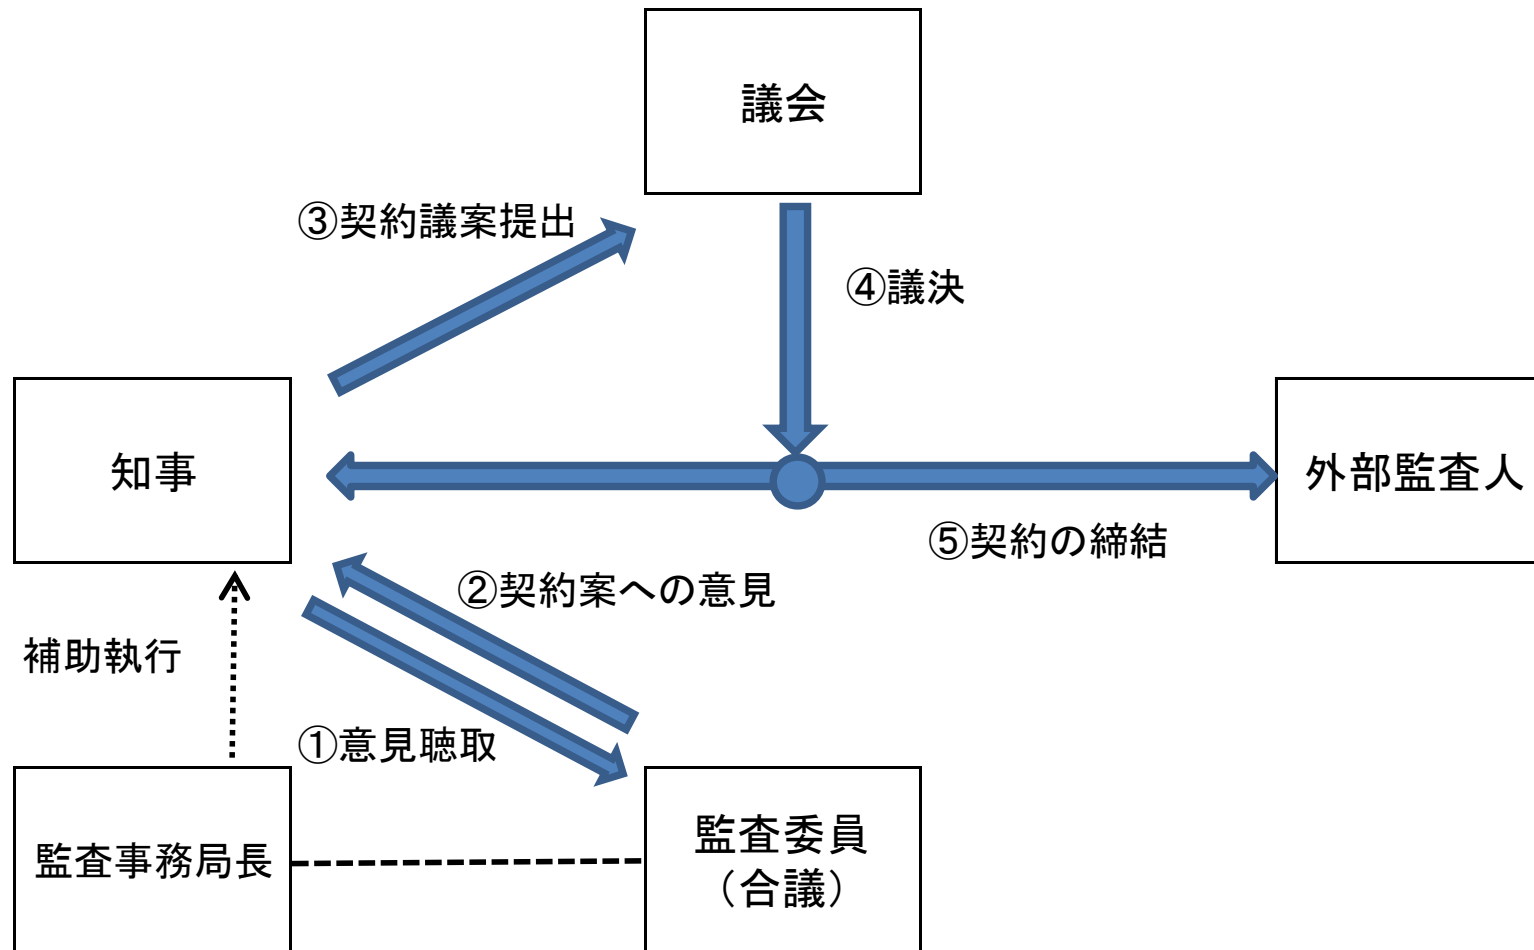 議会
③契約議案提出
④議決
知事
外部監査人
⑤契約の締結
②契約案への意見
補助執行
①意見聴取
監査事務局長
監査委員
（合議）